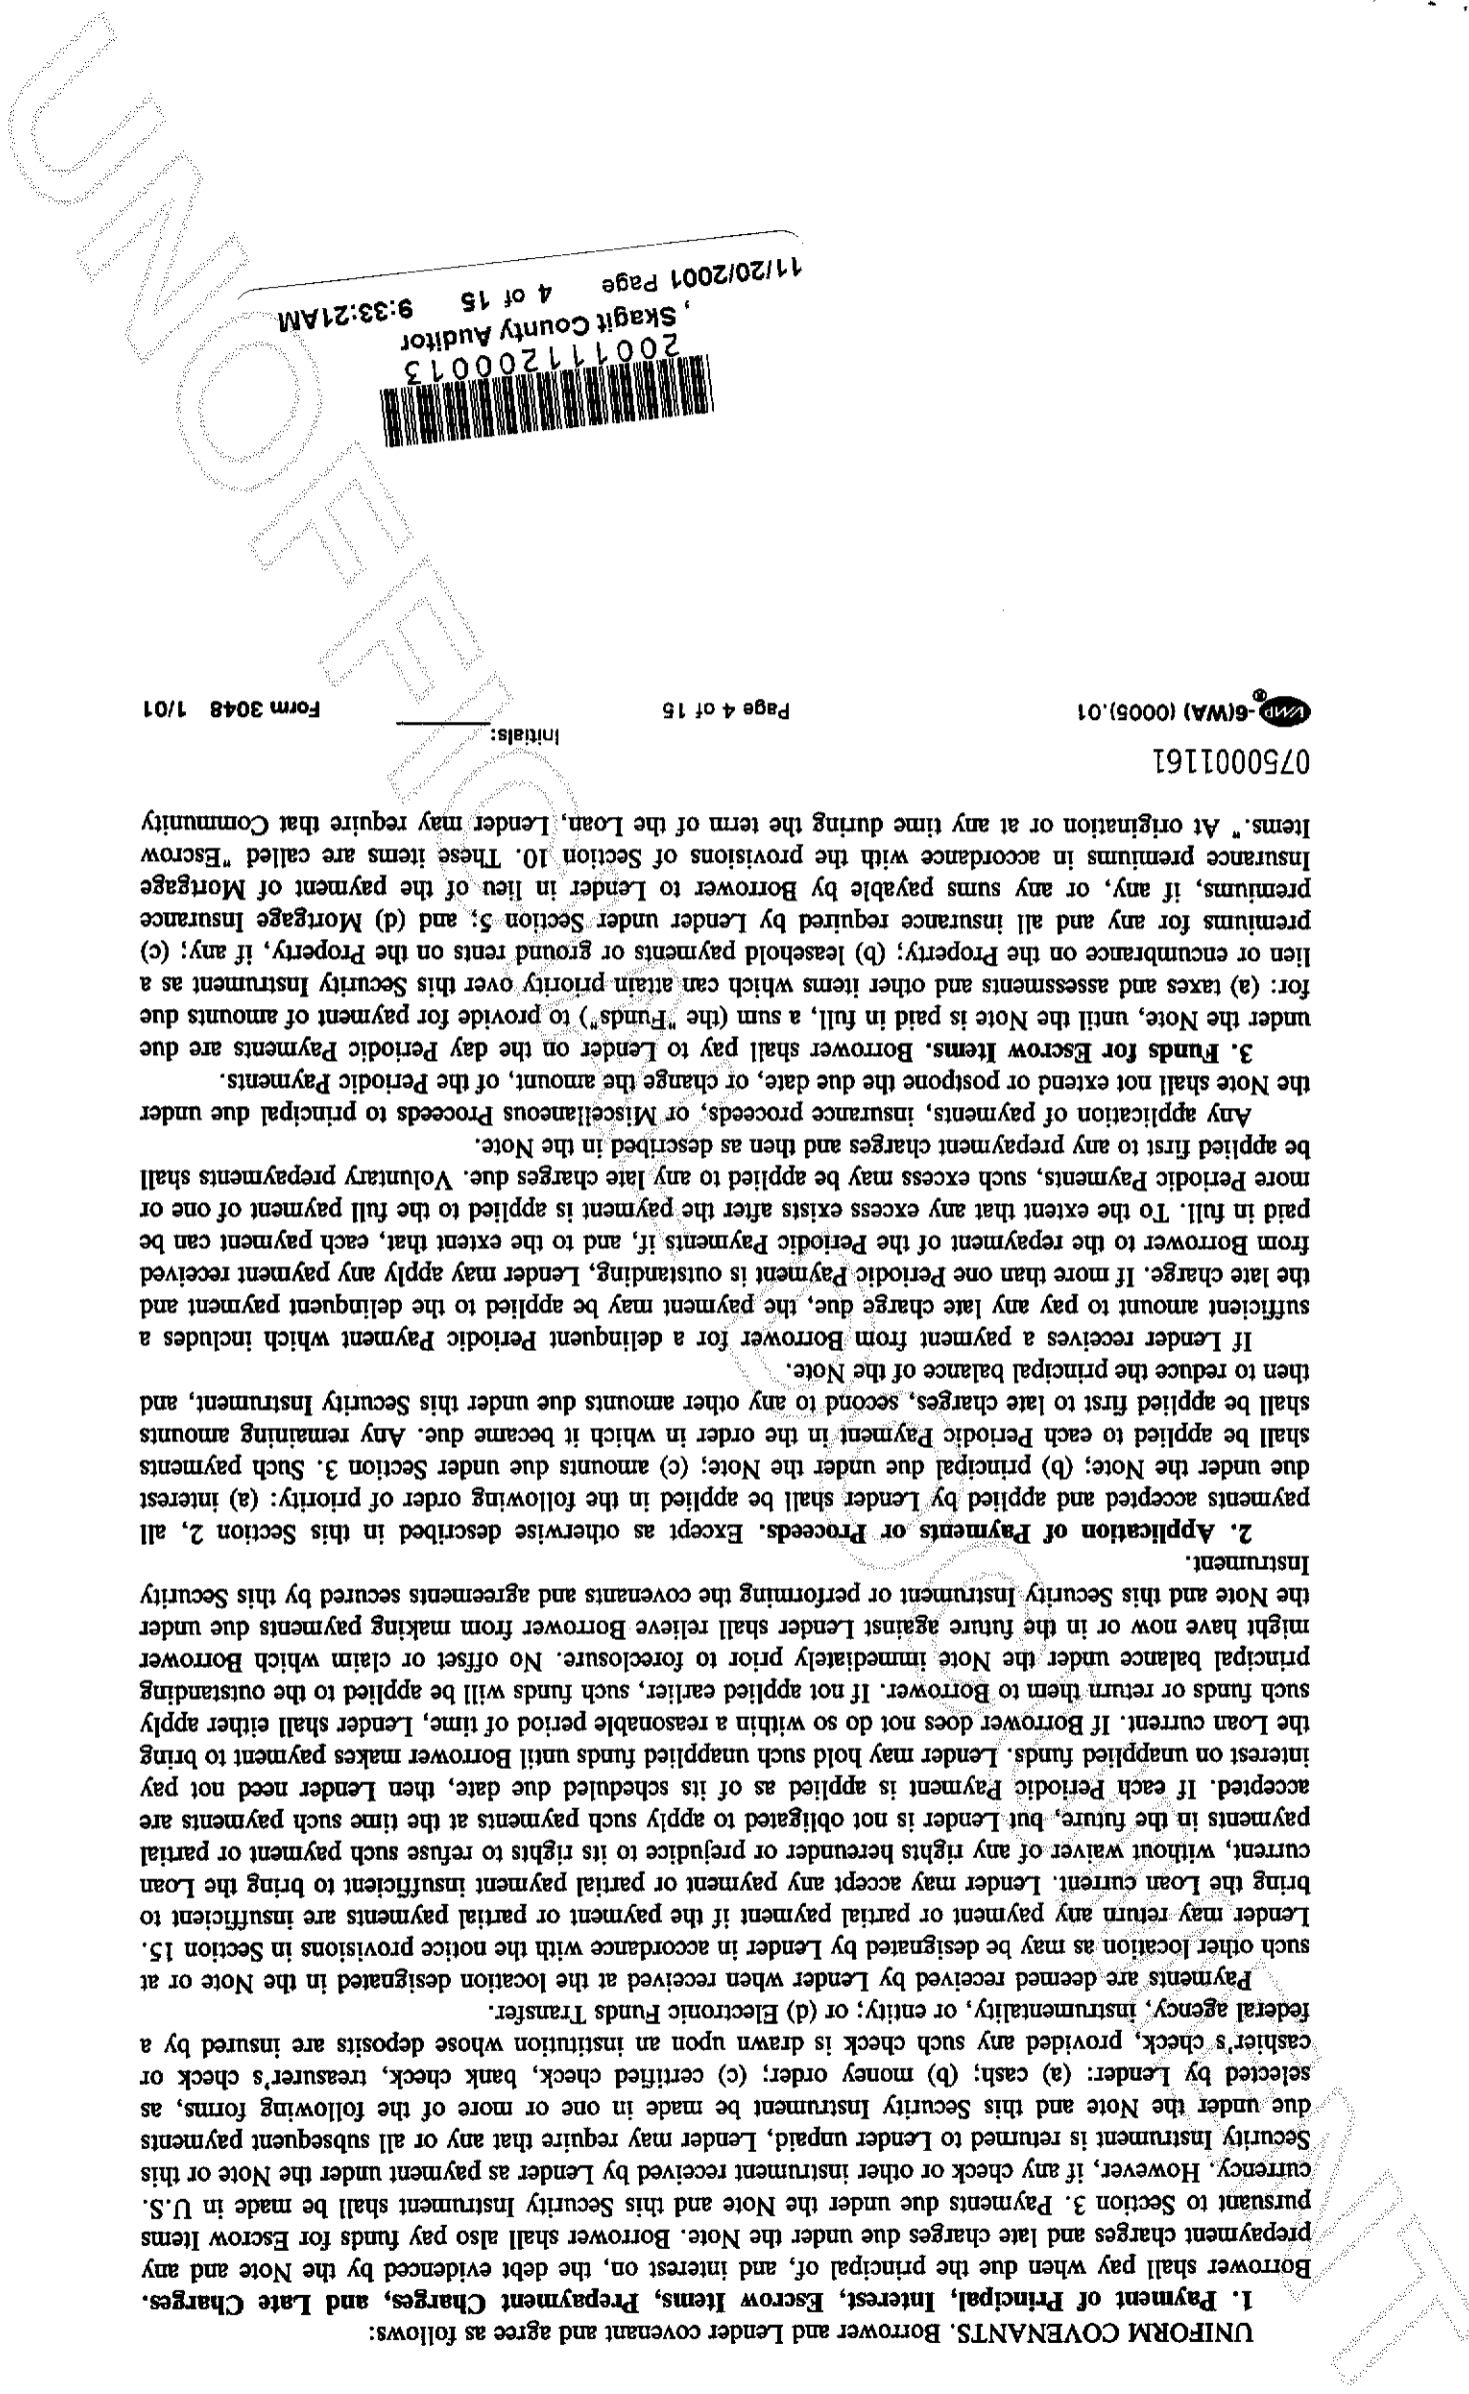 UNIFORM COVENANTS. Borrower and Lender covenant and agree as follows:
1. Payment of Principal, Interest, Escrow Items, Prepayment Charges, and Late Charges.
Borrower shall pay when due the principal of, and interest on, the debt evidenced by the Note and any
prepayment charges and late charges due under the Note. Borrower shall also pay funds for Escrow Items
pursuant to Section 3. Payments due under the Note and this Security Instrument shall be made in U.S.
currency. However, if any check or other instrument received by Lender as payment under the Note or this
Security Instrument is returned to Lender unpaid, Lender may require that any or all subsequent payments
due under the Note and this Security Instrument be made in one or more of the following forms, as
selected by Lender: (a) cash; (b) money order; (c) certified check, bank check, treasurer's check or
cashier's check, provided any such check is drawn upon an institution whose deposits are insured by a
federal agency, instrumentality, or entity; or (d) Electronic Funds Transfer.
Payments are deemed received by Lender when received at the location designated in the Note or at
such other location as may be designated by Lender in accordance with the notice provisions in Section 15.
Lender may return any payment or partial payment if the payment or partial payments are insufficient to
bring the Loan current. Lender may accept any payment or partial payment insufficient to bring the Loan
current, without waiver of any rights hereunder or prejudice to its rights to refuse such payment or partial
payments in the future, but Lender is not obligated to apply such payments at the time such payments are
accepted. If each Periodic Payment is applied as of its scheduled due date, then Lender need not pay
interest on unapplied funds. Lender may hold such unapplied funds until Borrower makes payment to bring
the Loan current. If Borrower does not do so within a reasonable period of time, Lender shall either apply
such funds or return them to Borrower. If not applied earlier, such funds will be applied to the outstanding
principal balance under the Note immediately prior to foreclosure. No offset or claim which Borrower
might have now or in the future against Lender shall relieve Borrower from making payments due under
the Note and this Security Instrument or performing the covenants and agreements secured by this Security
Instrument.
2. Application of Payments or Proceeds. Except as otherwise described in this Section 2, all
payments accepted and applied by Lender shall be applied in the following order of priority: (a) interest
due under the Note; (b) principal due under the Note; (c) amounts due under Section 3. Such payments
shall be applied to each Periodic Payment in the order in which it became due. Any remaining amounts
shall be applied first to late charges, second to any other amounts due under this Security Instrument, and
then to reduce the principal balance of the Note.
If Lender receives a payment from Borrower for a delinquent Periodic Payment which includes a
sufficient amount to pay any late charge due, the payment may be applied to the delinquent payment and
the late charge. If more than one Periodic Payment is outstanding, Lender may apply any payment received
from Borrower to the repayment of the Periodic Payments if, and to the extent that, each payment can be
paid in full. To the extent that any excess exists after the payment is applied to the full payment of one or
more Periodic Payments, such excess may be applied to any late charges due. Voluntary prepayments shall
be applied first to any prepayment charges and then as described in the Note.
Any application of payments, insurance proceeds, or Miscellaneous Proceeds to principal due under
the Note shall not extend or postpone the due date, or change the amount, of the Periodic Payments.
3. Funds for Escrow Items. Borrower shall pay to Lender on the day Periodic Payments are due
under the Note, until the Note is paid in full, a sum (the "Funds") to provide for payment of amounts due
for: (a) taxes and assessments and other items which can attain priority over this Security Instrument as a
lien or encumbrance on the Property; (b) leasehold payments or ground rents on the Property, if any; (c)
premiums for any and all insurance required by Lender under Section 5; and (d) Mortgage Insurance
premiums, if any, or any sums payable by Borrower to Lender in lieu of the payment of Mortgage
Insurance premiums in accordance with the provisions of Section 10. These items are called "Escrow
Items." At origination or at any time during the term of the Loan, Lender may require that Community
0750001161
Initials:
VMP®-6(WA) (0005).01 Page 4 of 15 Form 3048 1/01
200111200013
, Skagit County Auditor
11/20/2001 Page 4 of 15 9:33:21AM
UNOFFICIAL DOCUMENT